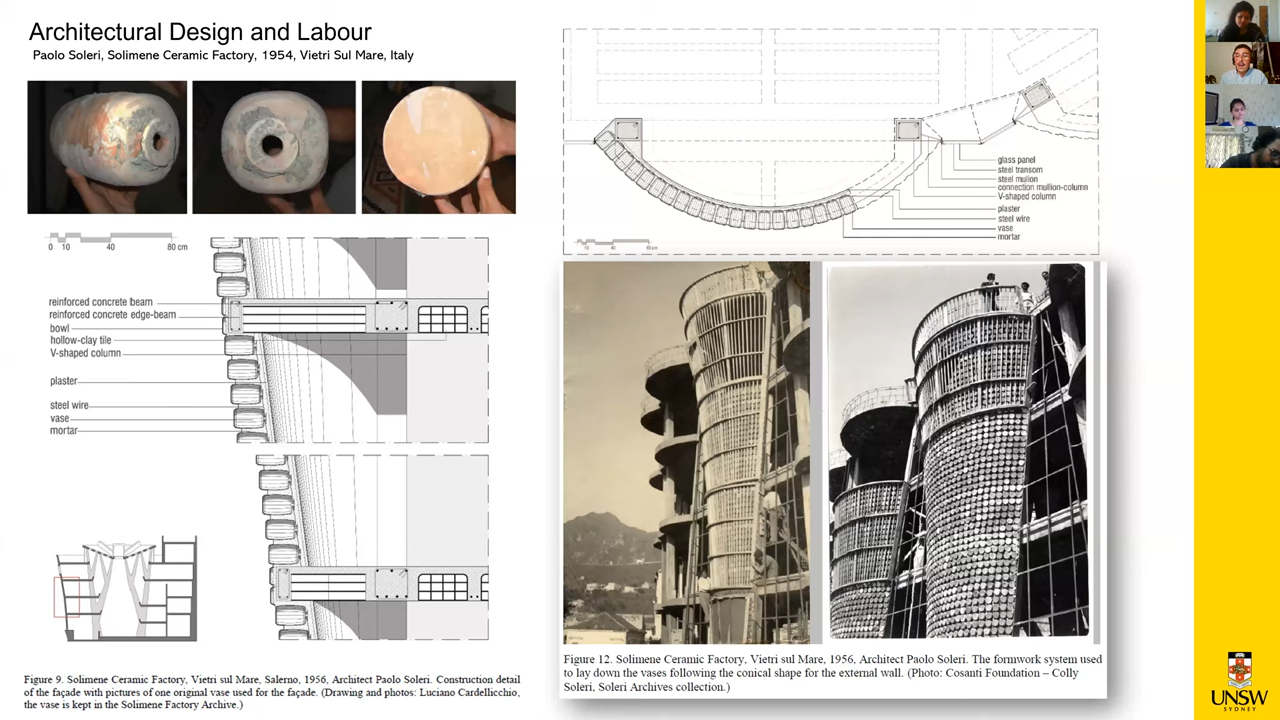 Architectural Design and Labour
Paolo Soleri, Solimene Ceramic Factory, 1954, Vietri Sul Mare, Italy
glass panel
steel transom
steel mulion
connection mullion-column
V-shaped column
plaster
steel wire
vase
mortar
0 10 40 80 cm
reinforced concrete beam
reinforced concrete edge-beam
bowl
hollow-clay tile
V-shaped column
plaster
steel wire
vase
mortar
Figure 9. Solimene Ceramic Factory, Vietri sul Mare, Salerno, 1956, Architect Paolo Soleri. Construction detail
of the façade with pictures of one original vase used for the façade. (Drawing and photos: Luciano Cardellicchio,
the vase is kept in the Solimene Factory Archive.)
Figure 12. Solimene Ceramic Factory, Vietri sul Mare, 1956, Architect Paolo Soleri. The formwork system used
to lay down the vases following the conical shape for the external wall. (Photo: Cosanti Foundation – Colly
Soleri, Soleri Archives collection.)
UNSW
SYDNEY